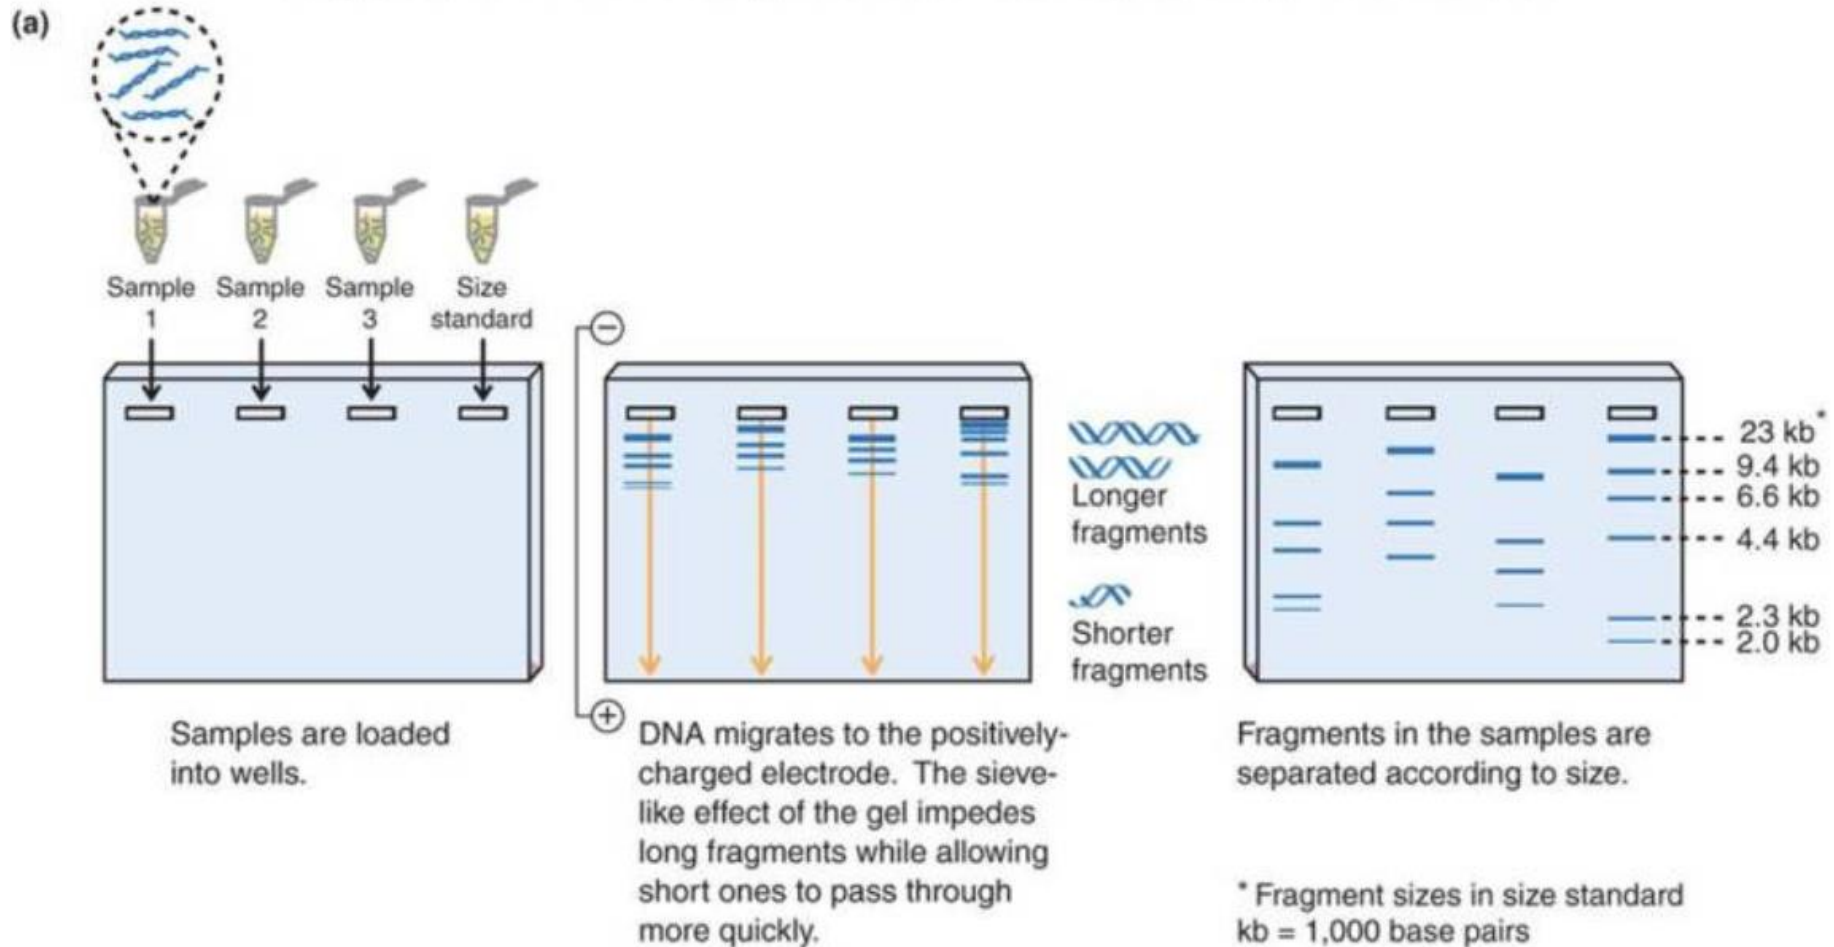 (a)
Sample 1
Sample 2
Sample 3
Size standard
−
+
Samples are loaded
into wells.
DNA migrates to the positively-
charged electrode. The sieve-
like effect of the gel impedes
long fragments while allowing
short ones to pass through
more quickly.
Longer
fragments
Shorter
fragments
23 kb*
9.4 kb
6.6 kb
4.4 kb
2.3 kb
2.0 kb
Fragments in the samples are
separated according to size.
* Fragment sizes in size standard
kb = 1,000 base pairs